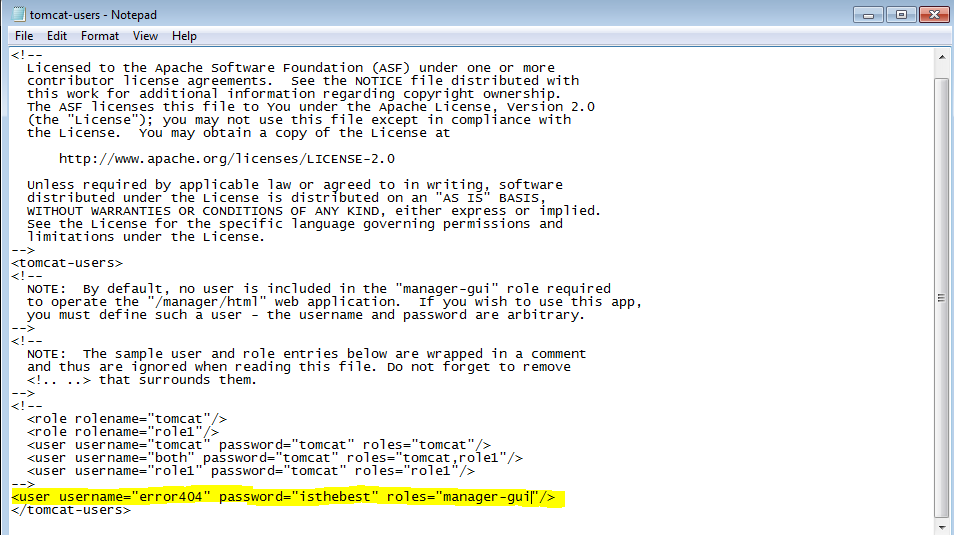 tomcat-users - Notepad
File Edit Format View Help
<!--
  Licensed to the Apache Software Foundation (ASF) under one or more
  contributor license agreements.  See the NOTICE file distributed with
  this work for additional information regarding copyright ownership.
  The ASF licenses this file to You under the Apache License, Version 2.0
  (the "License"); you may not use this file except in compliance with
  the License.  You may obtain a copy of the License at

      http://www.apache.org/licenses/LICENSE-2.0

  Unless required by applicable law or agreed to in writing, software
  distributed under the License is distributed on an "AS IS" BASIS,
  WITHOUT WARRANTIES OR CONDITIONS OF ANY KIND, either express or implied.
  See the License for the specific language governing permissions and
  limitations under the License.
-->
<tomcat-users>
<!--
  NOTE:  By default, no user is included in the "manager-gui" role required
  to operate the "/manager/html" web application.  If you wish to use this app,
  you must define such a user - the username and password are arbitrary.
-->
<!--
  NOTE:  The sample user and role entries below are wrapped in a comment
  and thus are ignored when reading this file. Do not forget to remove
  <!.. ..> that surrounds them.
-->
<!--
  <role rolename="tomcat"/>
  <role rolename="role1"/>
  <user username="tomcat" password="tomcat" roles="tomcat"/>
  <user username="both" password="tomcat" roles="tomcat,role1"/>
  <user username="role1" password="tomcat" roles="role1"/>
-->
<user username="error404" password="isthebest" roles="manager-gui"/>
</tomcat-users>